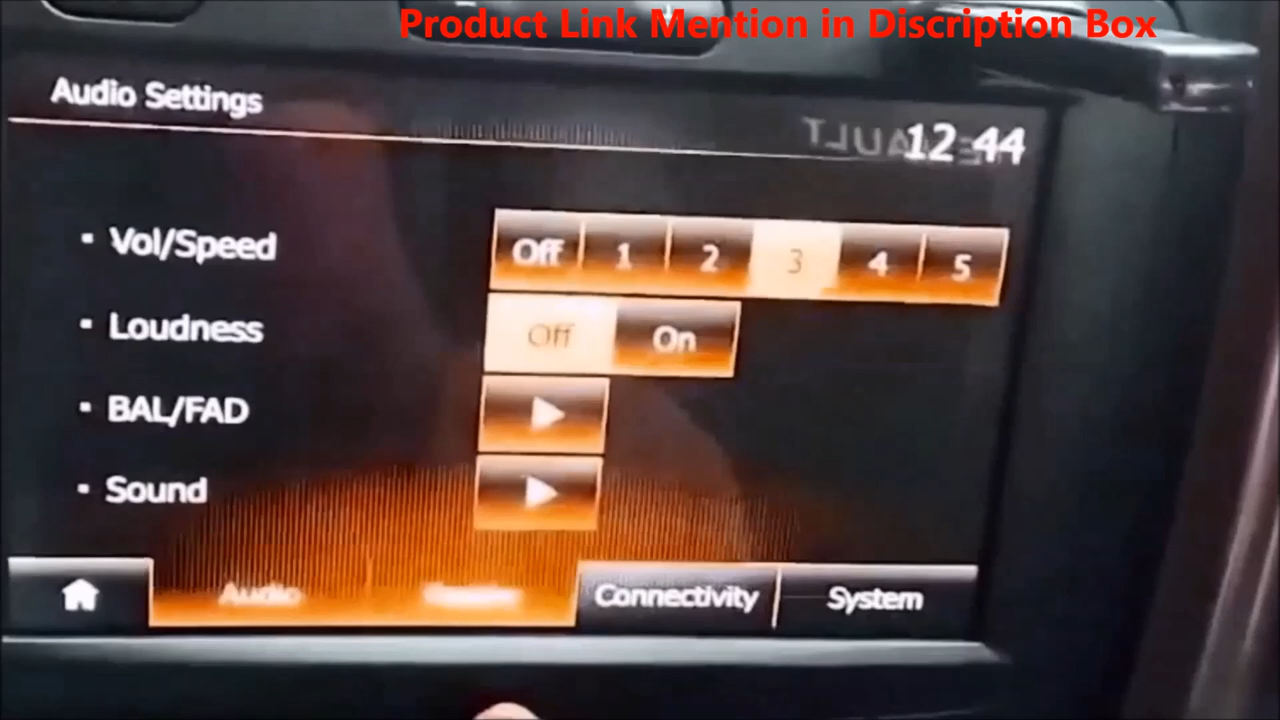 Product Link Mention in Discription Box
Audio Settings
12:44
▪ Vol/Speed
Off 1 2 3 4 5
▪ Loudness
Off On
▪ BAL/FAD
▪ Sound
Audio
Connectivity
System